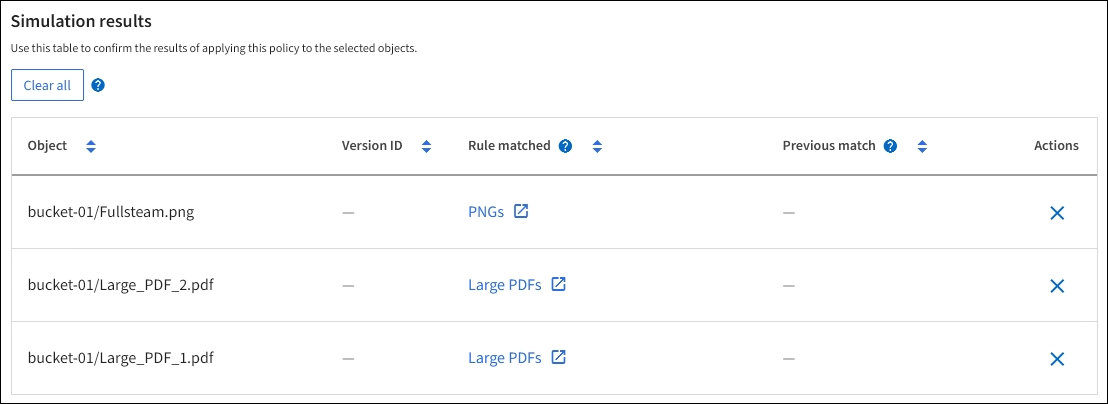 Simulation results
Use this table to confirm the results of applying this policy to the selected objects.
Clear all ?
Object Version ID Rule matched ? Previous match ? Actions
bucket-01/Fullsteam.png — PNGs —
bucket-01/Large_PDF_2.pdf — Large PDFs —
bucket-01/Large_PDF_1.pdf — Large PDFs —